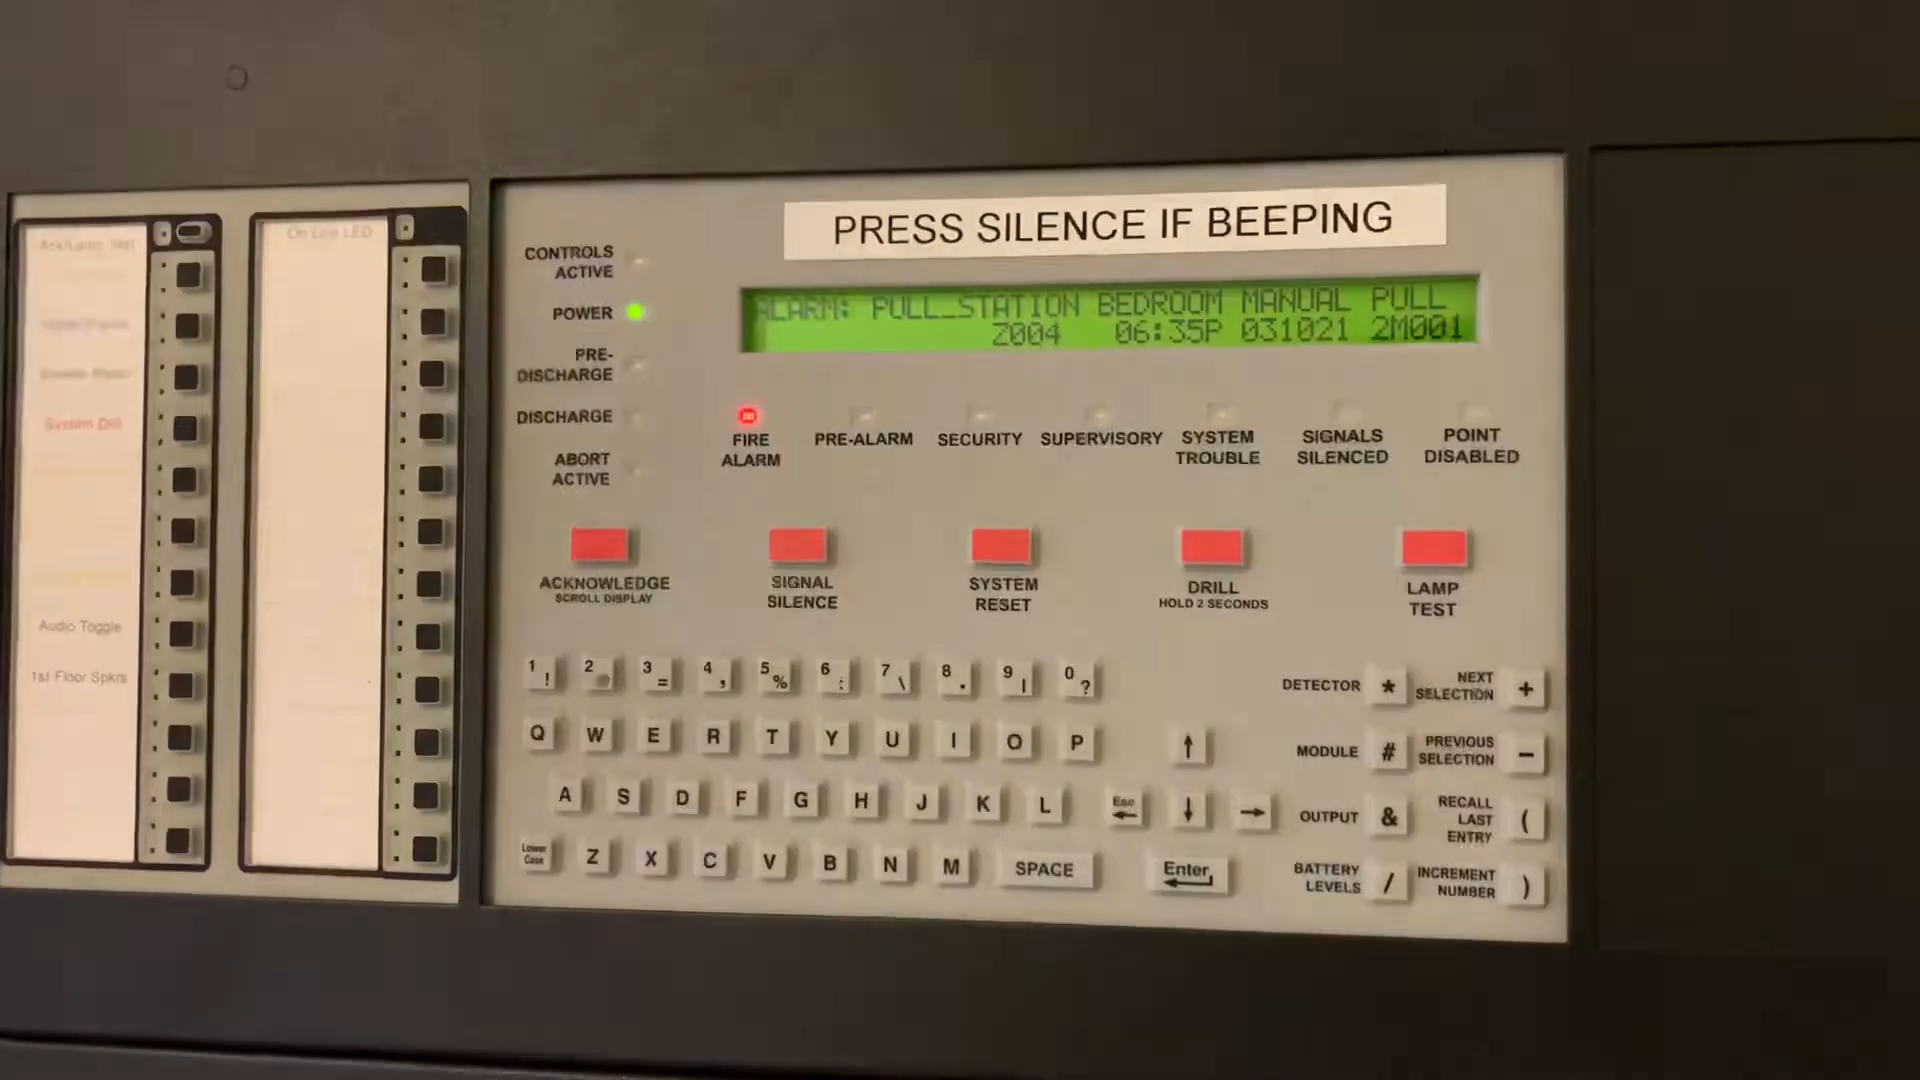 PRESS SILENCE IF BEEPING
ALARM: PULL_STATION BEDROOM MANUAL PULL
Z004 06:35P 031021 2M001
CONTROLS
ACTIVE
POWER
PRE-
DISCHARGE
DISCHARGE
ABORT
ACTIVE
FIRE
ALARM
PRE-ALARM
SECURITY
SUPERVISORY
SYSTEM
TROUBLE
SIGNALS
SILENCED
POINT
DISABLED
ACKNOWLEDGE
SCROLL DISPLAY
SIGNAL
SILENCE
SYSTEM
RESET
DRILL
HOLD 2 SECONDS
LAMP
TEST
Ack/Lamp Test
System Drill
Audio Toggle
1st Floor Spkrs
On Line LED
1 ! 2 @ 3 = 4 , 5 % 6 : 7 \ 8 . 9 | 0 ?
Q W E R T Y U I O P
A S D F G H J K L
Lower
Case
Z X C V B N M SPACE
Esc
Enter
DETECTOR *
NEXT
SELECTION +
MODULE #
PREVIOUS
SELECTION -
OUTPUT &
RECALL
LAST
ENTRY (
BATTERY
LEVELS /
INCREMENT
NUMBER )